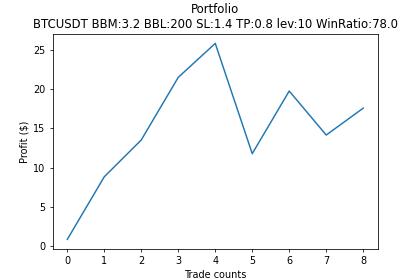 Portfolio
BTCUSDT BBM:3.2 BBL:200 SL:1.4 TP:0.8 lev:10 WinRatio:78.0
Profit ($)
25
20
15
10
5
0
0 1 2 3 4 5 6 7 8
Trade counts